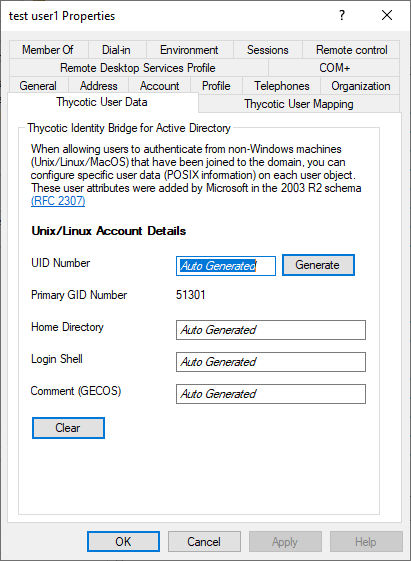 test user1 Properties
?
Member Of
Dial-in
Environment
Sessions
Remote control
Remote Desktop Services Profile
COM+
General
Address
Account
Profile
Telephones
Organization
Thycotic User Data
Thycotic User Mapping
Thycotic Identity Bridge for Active Directory
When allowing users to authenticate from non-Windows machines
(Unix/Linux/MacOS) that have been joined to the domain, you can
configure specific user data (POSIX information) on each user object.
These user attributes were added by Microsoft in the 2003 R2 schema
(RFC 2307)
Unix/Linux Account Details
UID Number
Auto Generated
Generate
Primary GID Number
51301
Home Directory
Auto Generated
Login Shell
Auto Generated
Comment (GECOS)
Auto Generated
Clear
OK
Cancel
Apply
Help